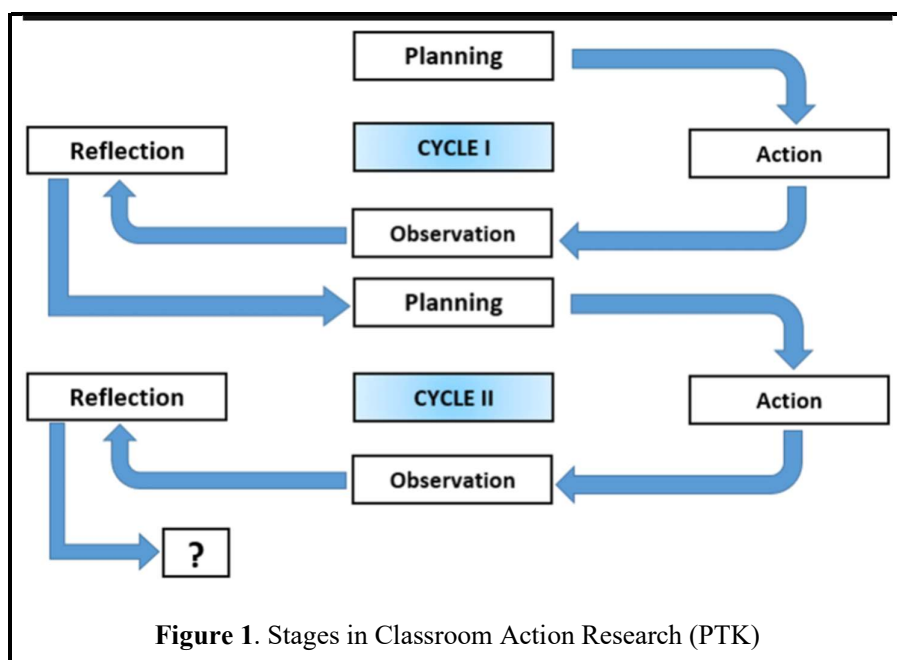 Planning
Reflection
CYCLE I
Action
Observation
Planning
Reflection
CYCLE II
Action
Observation
?
Figure 1. Stages in Classroom Action Research (PTK)